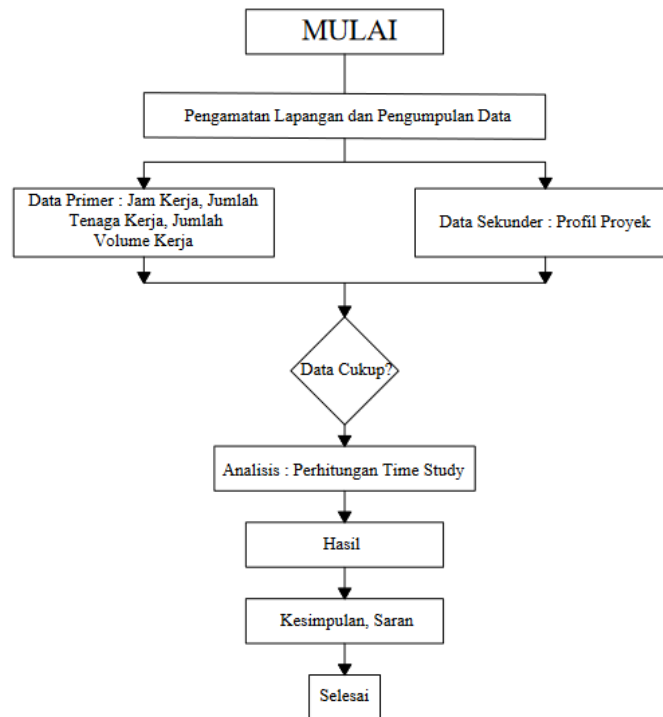 MULAI
Pengamatan Lapangan dan Pengumpulan Data
Data Primer : Jam Kerja, Jumlah
Tenaga Kerja, Jumlah
Volume Kerja
Data Sekunder : Profil Proyek
Data Cukup?
Analisis : Perhitungan Time Study
Hasil
Kesimpulan, Saran
Selesai